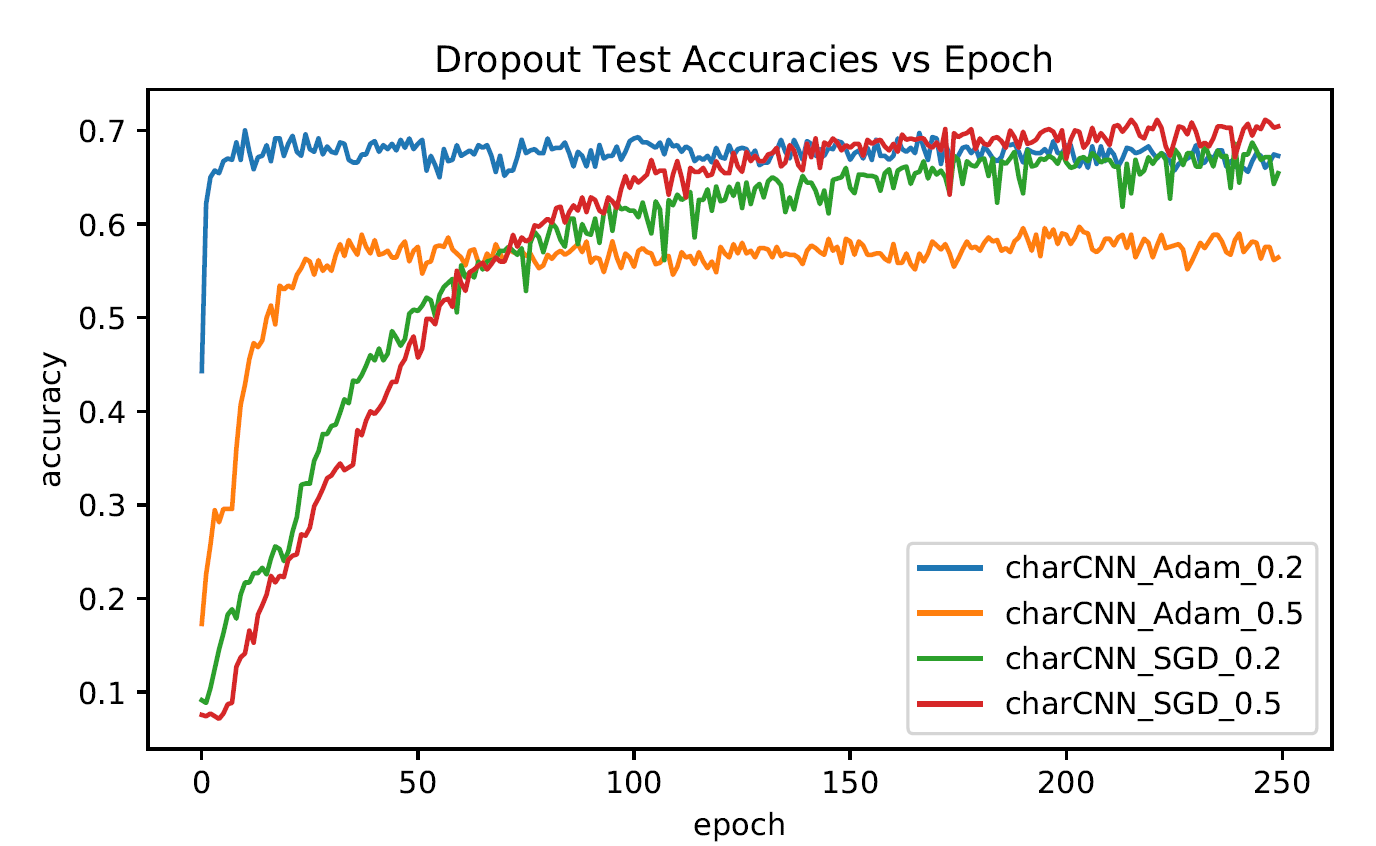 Dropout Test Accuracies vs Epoch
accuracy
0.7
0.6
0.5
0.4
0.3
0.2
0.1
charCNN_Adam_0.2
charCNN_Adam_0.5
charCNN_SGD_0.2
charCNN_SGD_0.5
0 50 100 150 200 250
epoch